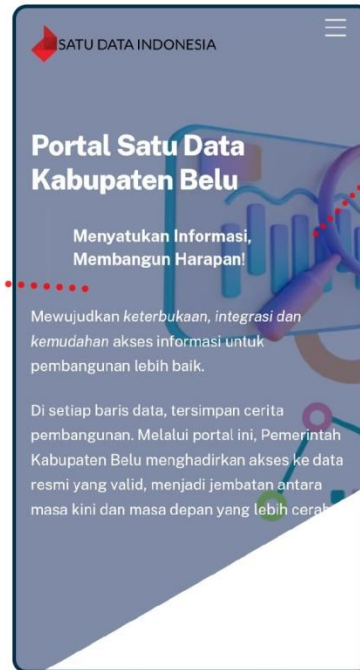 SATU DATA INDONESIA
Portal Satu Data
Kabupaten Belu
Menyatukan Informasi,
Membangun Harapan!
Mewujudkan keterbukaan, integrasi dan
kemudahan akses informasi untuk
pembangunan lebih baik.
Di setiap baris data, tersimpan cerita
pembangunan. Melalui portal ini, Pemerintah
Kabupaten Belu menghadirkan akses ke data
resmi yang valid, menjadi jembatan antara
masa kini dan masa depan yang lebih cerah